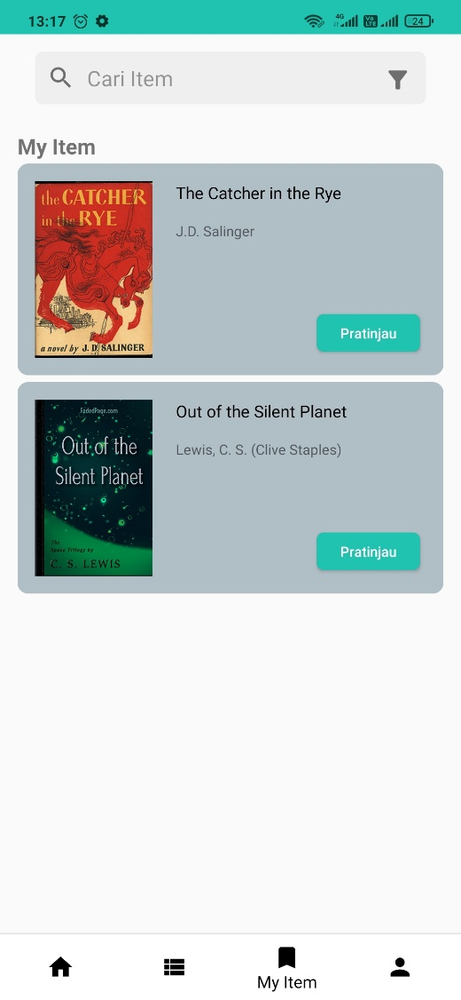 13:17
4G
Vo
LTE
24
Cari Item
My Item
the CATCHER
in the RYE
a novel by J. D. SALINGER
The Catcher in the Rye
J.D. Salinger
Pratinjau
FadedPage.com
Out of the
Silent Planet
The
Space Trilogy by
C. S. LEWIS
Out of the Silent Planet
Lewis, C. S. (Clive Staples)
Pratinjau
My Item